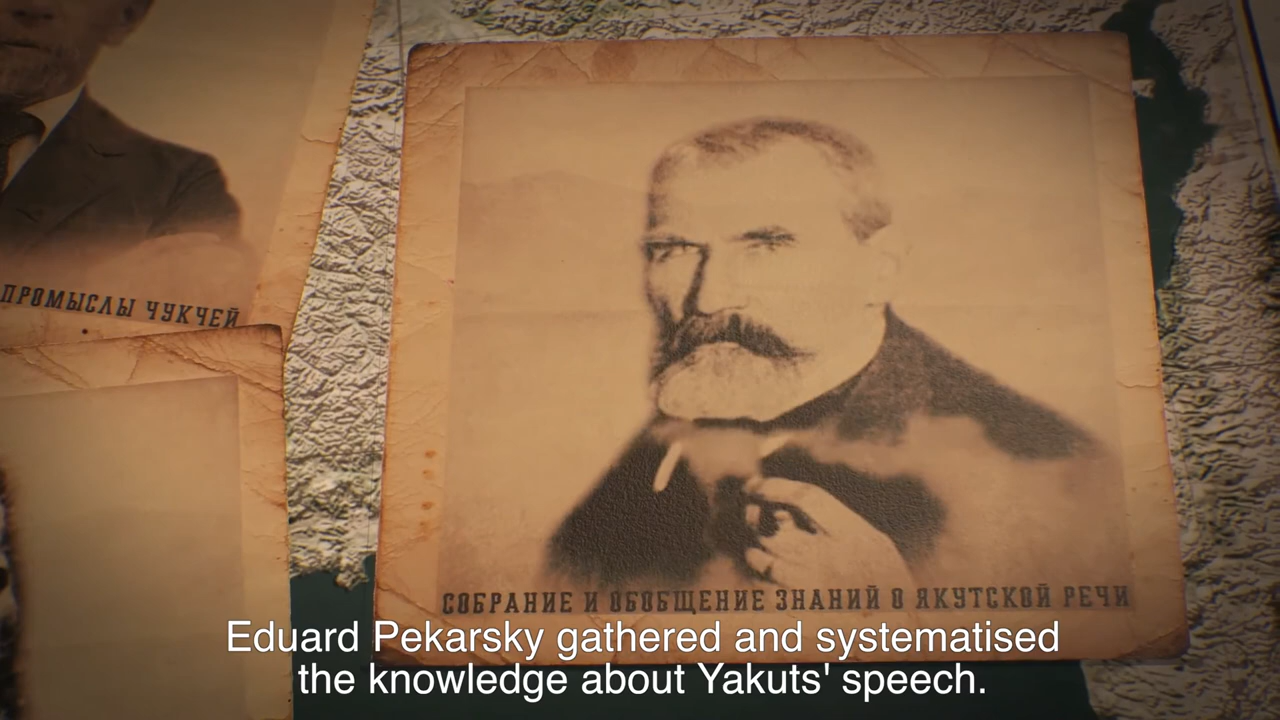 ПРОМЫСЛЫ ЧУКЧЕЙ
СОБРАНИЕ И ОБОБЩЕНИЕ ЗНАНИЙ О ЯКУТСКОЙ РЕЧИ
Eduard Pekarsky gathered and systematised
the knowledge about Yakuts' speech.